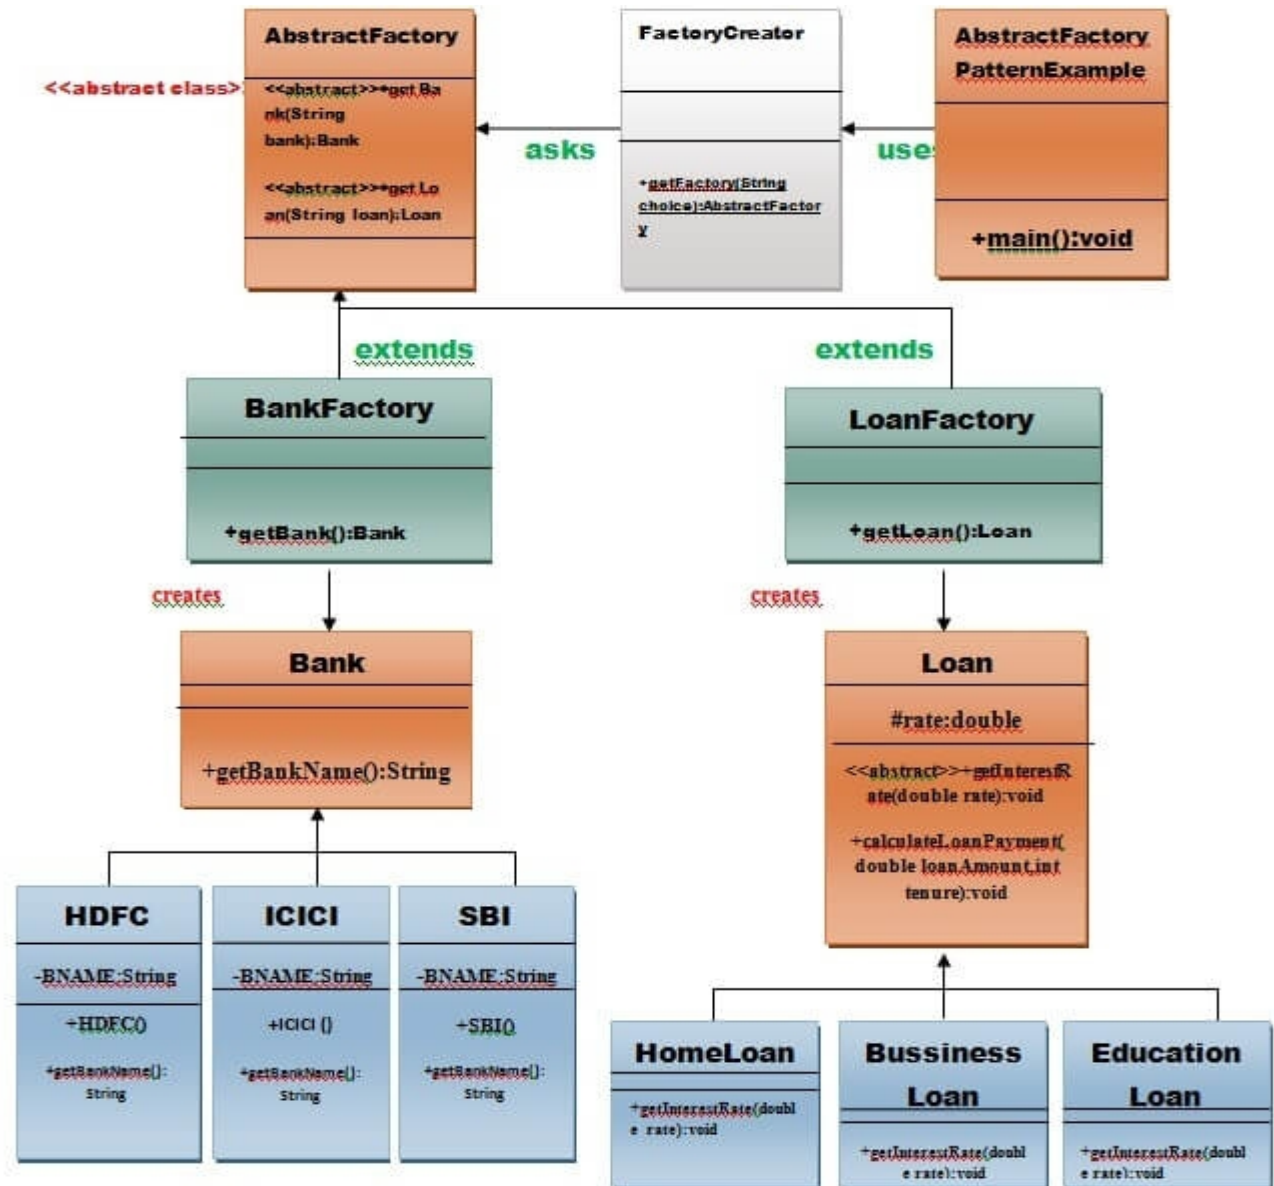 AbstractFactory
<<abstract class>>
<<abstract>>+getBa
nk(String
bank):Bank
<<abstract>>+getLo
an(String loan):Loan
asks
FactoryCreator
+getFactory(String
choice):AbstractFactor
y
uses
AbstractFactory
PatternExample
+main():void
extends
extends
BankFactory
+getBank():Bank
LoanFactory
+getLoan():Loan
creates
creates
Bank
+getBankName():String
Loan
#rate:double
<<abstract>>+getInterestR
ate(double rate):void
+calculateLoanPayment(
double loanAmount,int
tenure):void
HDFC
-BNAME:String
+HDFC()
+getBankName():
String
ICICI
-BNAME:String
+ICICI ()
+getBankName():
String
SBI
-BNAME:String
+SBI()
+getBankName():
String
HomeLoan
+getInterestRate(doubl
e rate):void
Bussiness
Loan
+getInterestRate(doubl
e rate):void
Education
Loan
+getInterestRate(doubl
e rate):void